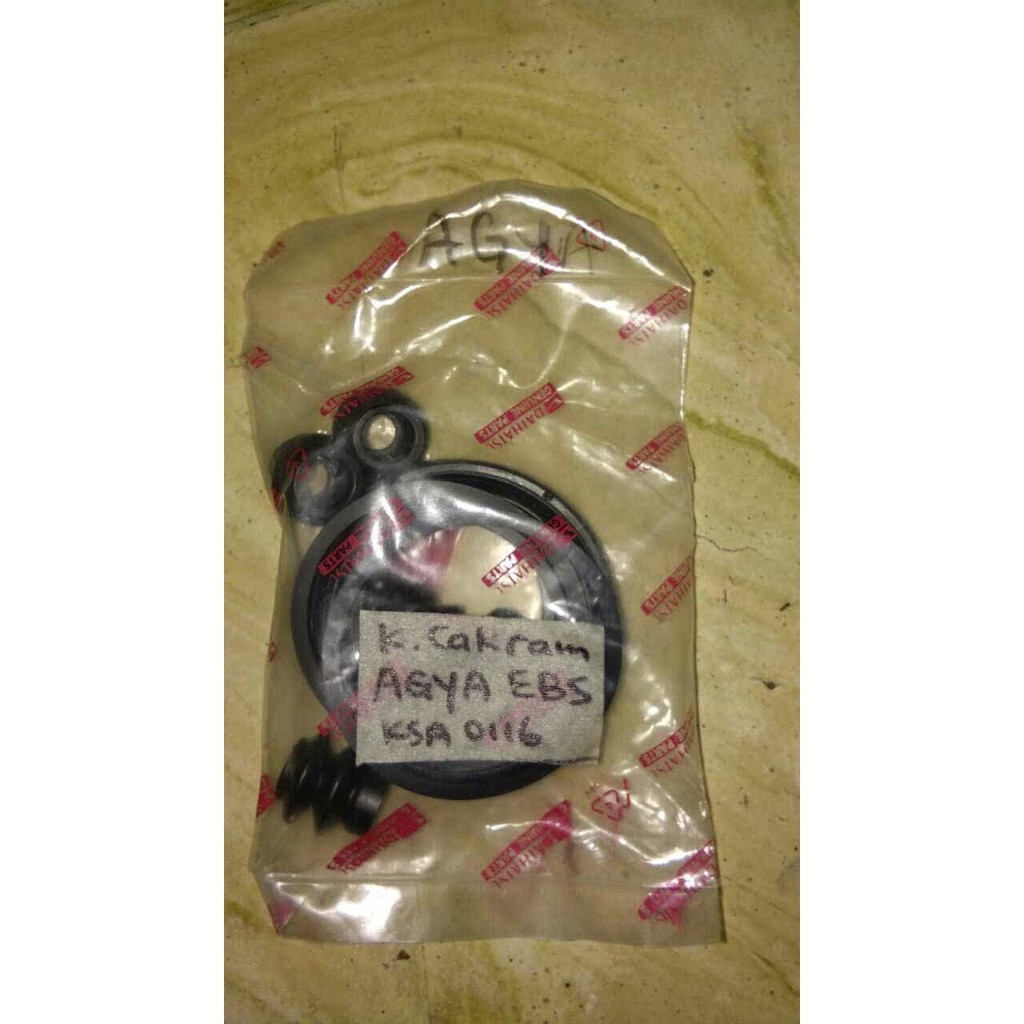 AGYA
DAIHATSU
GENUINE PARTS
K. Cakram
AGYA EBS
KSA 0116